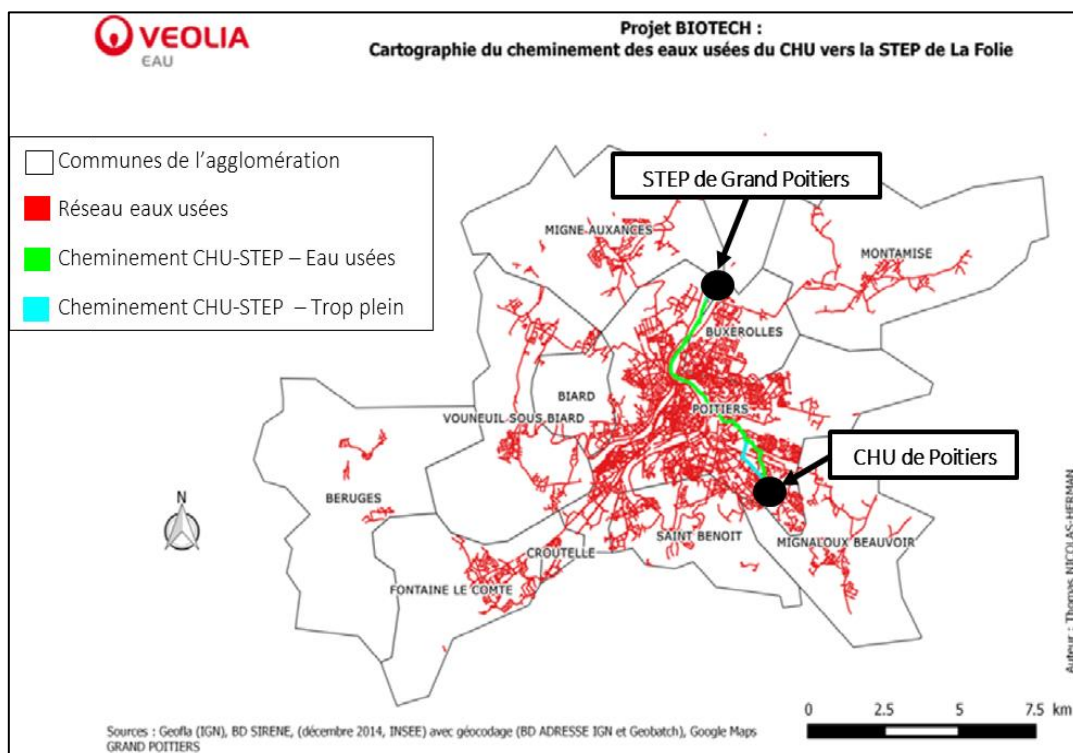 VEOLIA
EAU
Projet BIOTECH :
Cartographie du cheminement des eaux usées du CHU vers la STEP de La Folie
Communes de l'agglomération
Réseau eaux usées
Cheminement CHU-STEP – Eau usées
Cheminement CHU-STEP – Trop plein
STEP de Grand Poitiers
MIGNE AUXANCES
MONTAMISE
BUXEROLLES
BIARD
POITIERS
VOUNEUIL SOUS BIARD
CHU de Poitiers
BERUGES
SAINT BENOIT
MIGNALOUX BEAUVOIR
CROUTELLE
FONTAINE LE COMTE
N
Auteur : Thomas NICOLAS-HERMAN
0 2.5 5 7.5 km
Sources : Geofla (IGN), BD SIRENE, (décembre 2014, INSEE) avec géocodage (BD ADRESSE IGN et Geobatch), Google Maps
GRAND POITIERS